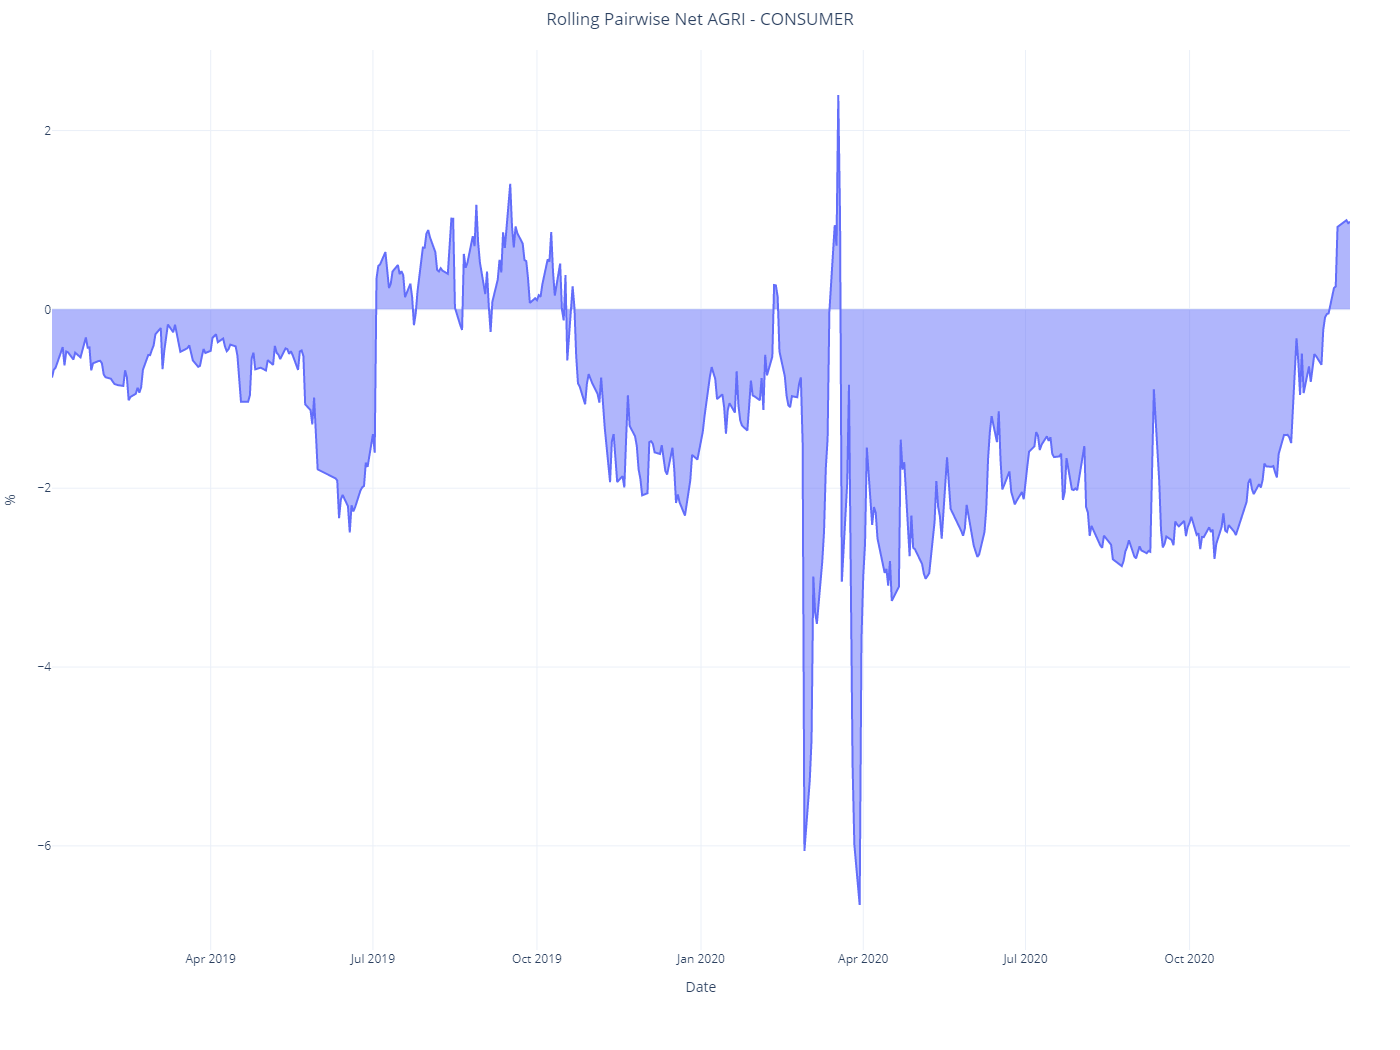 Rolling Pairwise Net AGRI - CONSUMER
2
0
−2
−4
−6
%
Apr 2019
Jul 2019
Oct 2019
Jan 2020
Apr 2020
Jul 2020
Oct 2020
Date